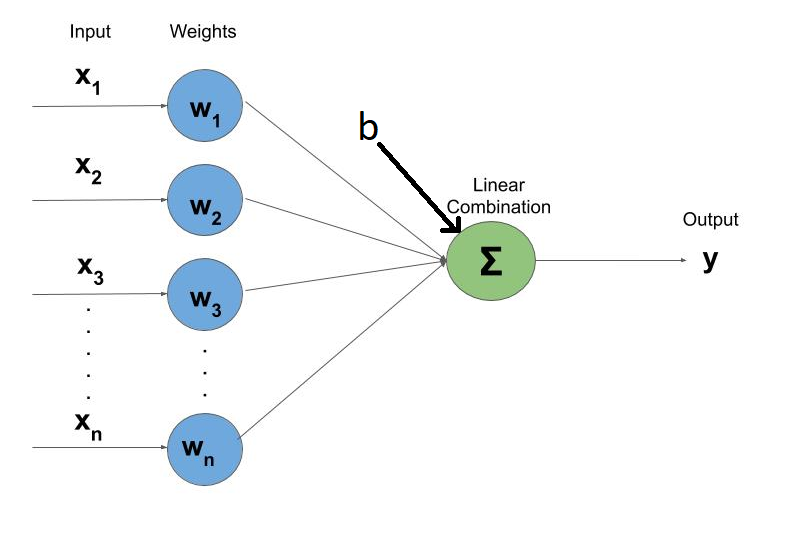 Input Weights
x1
w1
b
x2
w2
Linear
Combination
Output
x3
w3
Σ
y
xn
wn